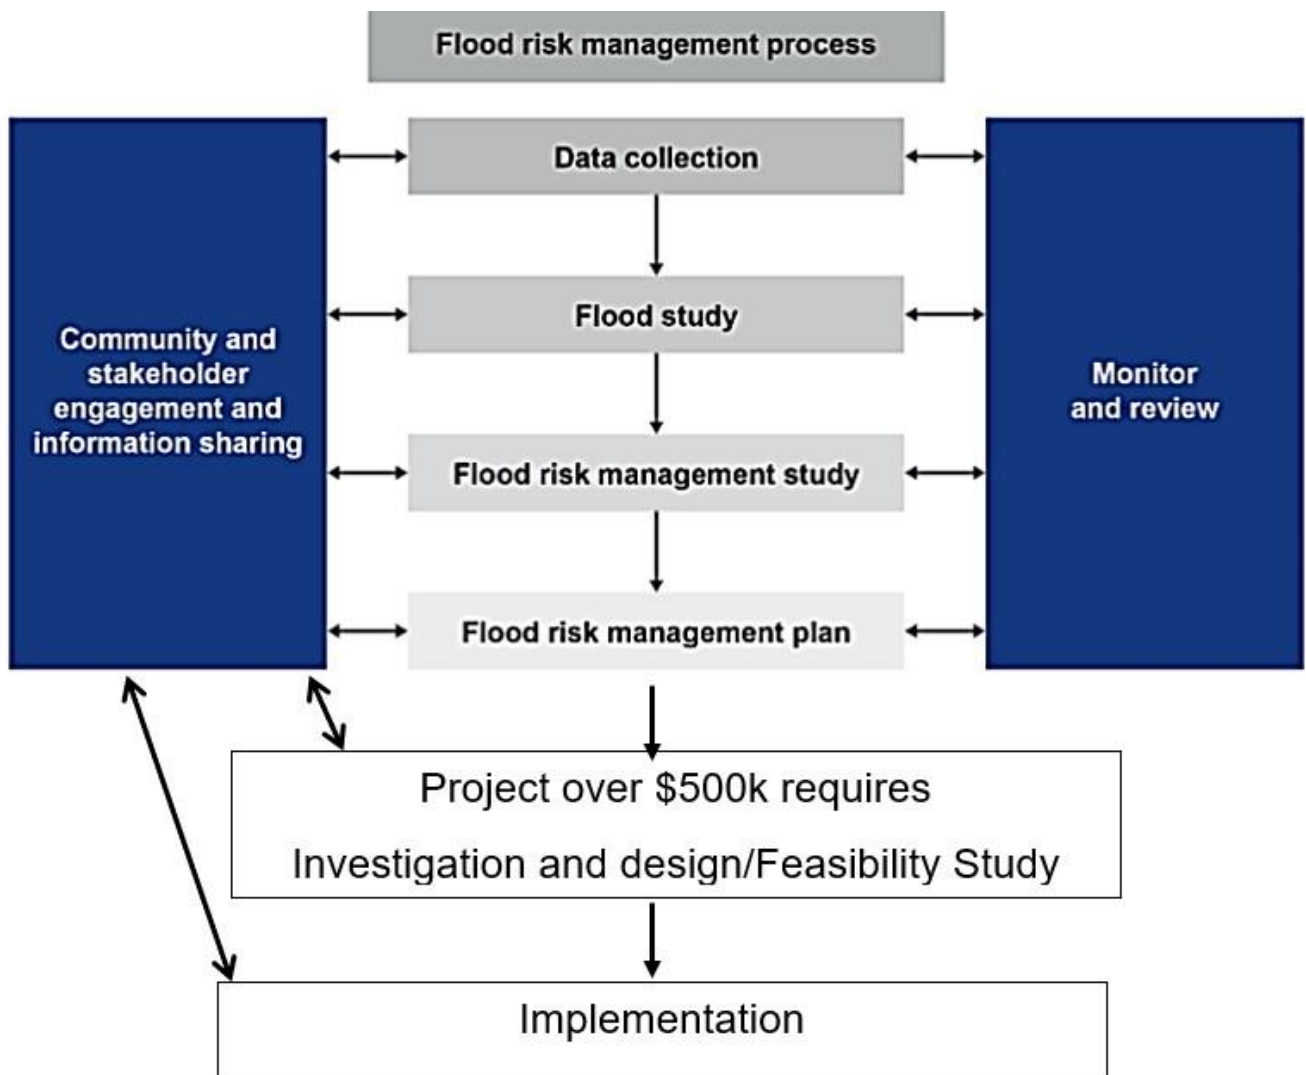 Flood risk management process
Data collection
Flood study
Community and
stakeholder
engagement and
information sharing
Monitor
and review
Flood risk management study
Flood risk management plan
Project over $500k requires
Investigation and design/Feasibility Study
Implementation